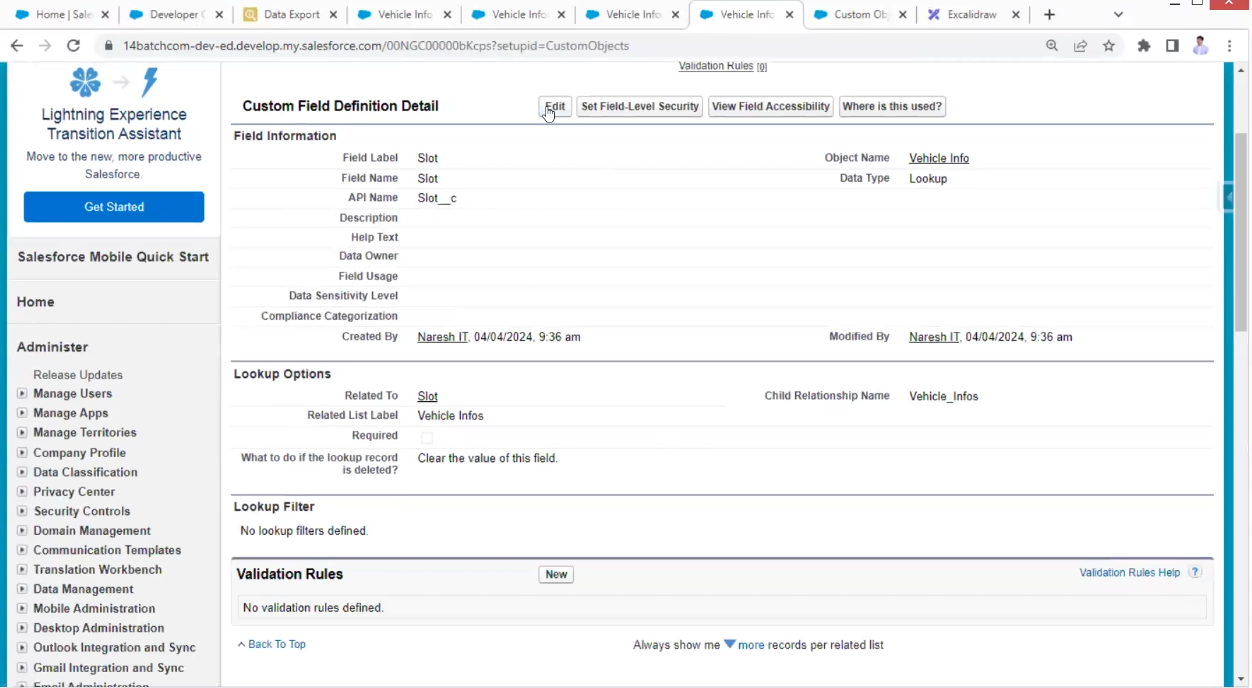 Home | Sale
Developer C
Data Export
Vehicle Info
Vehicle Info
Vehicle Info
Vehicle Info
Custom Ob
Excalidraw
14batchcom-dev-ed.develop.my.salesforce.com/00NGC00000bKcps?setupid=CustomObjects
Lightning Experience
Transition Assistant
Move to the new, more productive
Salesforce.
Get Started
Salesforce Mobile Quick Start
Home
Administer
Release Updates
Manage Users
Manage Apps
Manage Territories
Company Profile
Data Classification
Privacy Center
Security Controls
Domain Management
Communication Templates
Translation Workbench
Data Management
Mobile Administration
Desktop Administration
Outlook Integration and Sync
Gmail Integration and Sync
Email Administration
Validation Rules [0]
Custom Field Definition Detail
Edit
Set Field-Level Security
View Field Accessibility
Where is this used?
Field Information
Field Label Slot Object Name Vehicle Info
Field Name Slot Data Type Lookup
API Name Slot__c
Description
Help Text
Data Owner
Field Usage
Data Sensitivity Level
Compliance Categorization
Created By Naresh IT, 04/04/2024, 9:36 am Modified By Naresh IT, 04/04/2024, 9:36 am
Lookup Options
Related To Slot Child Relationship Name Vehicle_Infos
Related List Label Vehicle Infos
Required
What to do if the lookup record Clear the value of this field.
is deleted?
Lookup Filter
No lookup filters defined.
Validation Rules New Validation Rules Help ?
No validation rules defined.
^ Back To Top Always show me more records per related list